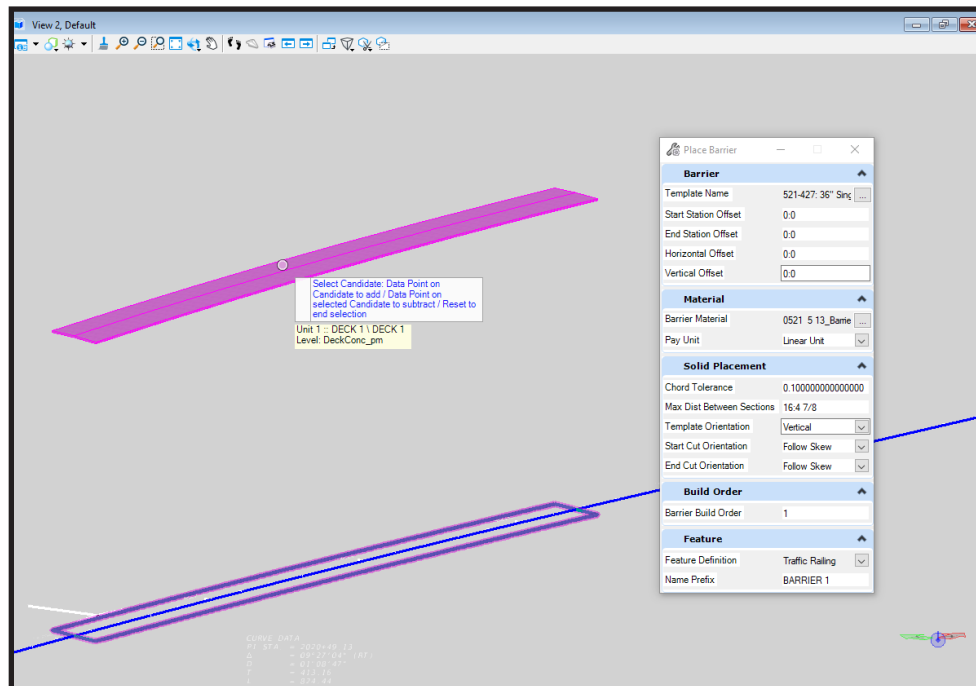 View 2, Default
Place Barrier
Barrier
Template Name 521-427: 36" Sing ...
Start Station Offset 0:0
End Station Offset 0:0
Horizontal Offset 0:0
Vertical Offset 0:0
Material
Barrier Material 0521 5 13_Barrie ...
Pay Unit Linear Unit
Solid Placement
Chord Tolerance 0.100000000000000
Max Dist Between Sections 16:4 7/8
Template Orientation Vertical
Start Cut Orientation Follow Skew
End Cut Orientation Follow Skew
Build Order
Barrier Build Order 1
Feature
Feature Definition Traffic Railing
Name Prefix BARRIER 1
Select Candidate: Data Point on
Candidate to add / Data Point on
selected Candidate to subtract / Reset to
end selection
Unit 1 :: DECK 1 \ DECK 1
Level: DeckConc_pm
CURVE DATA
PI STA